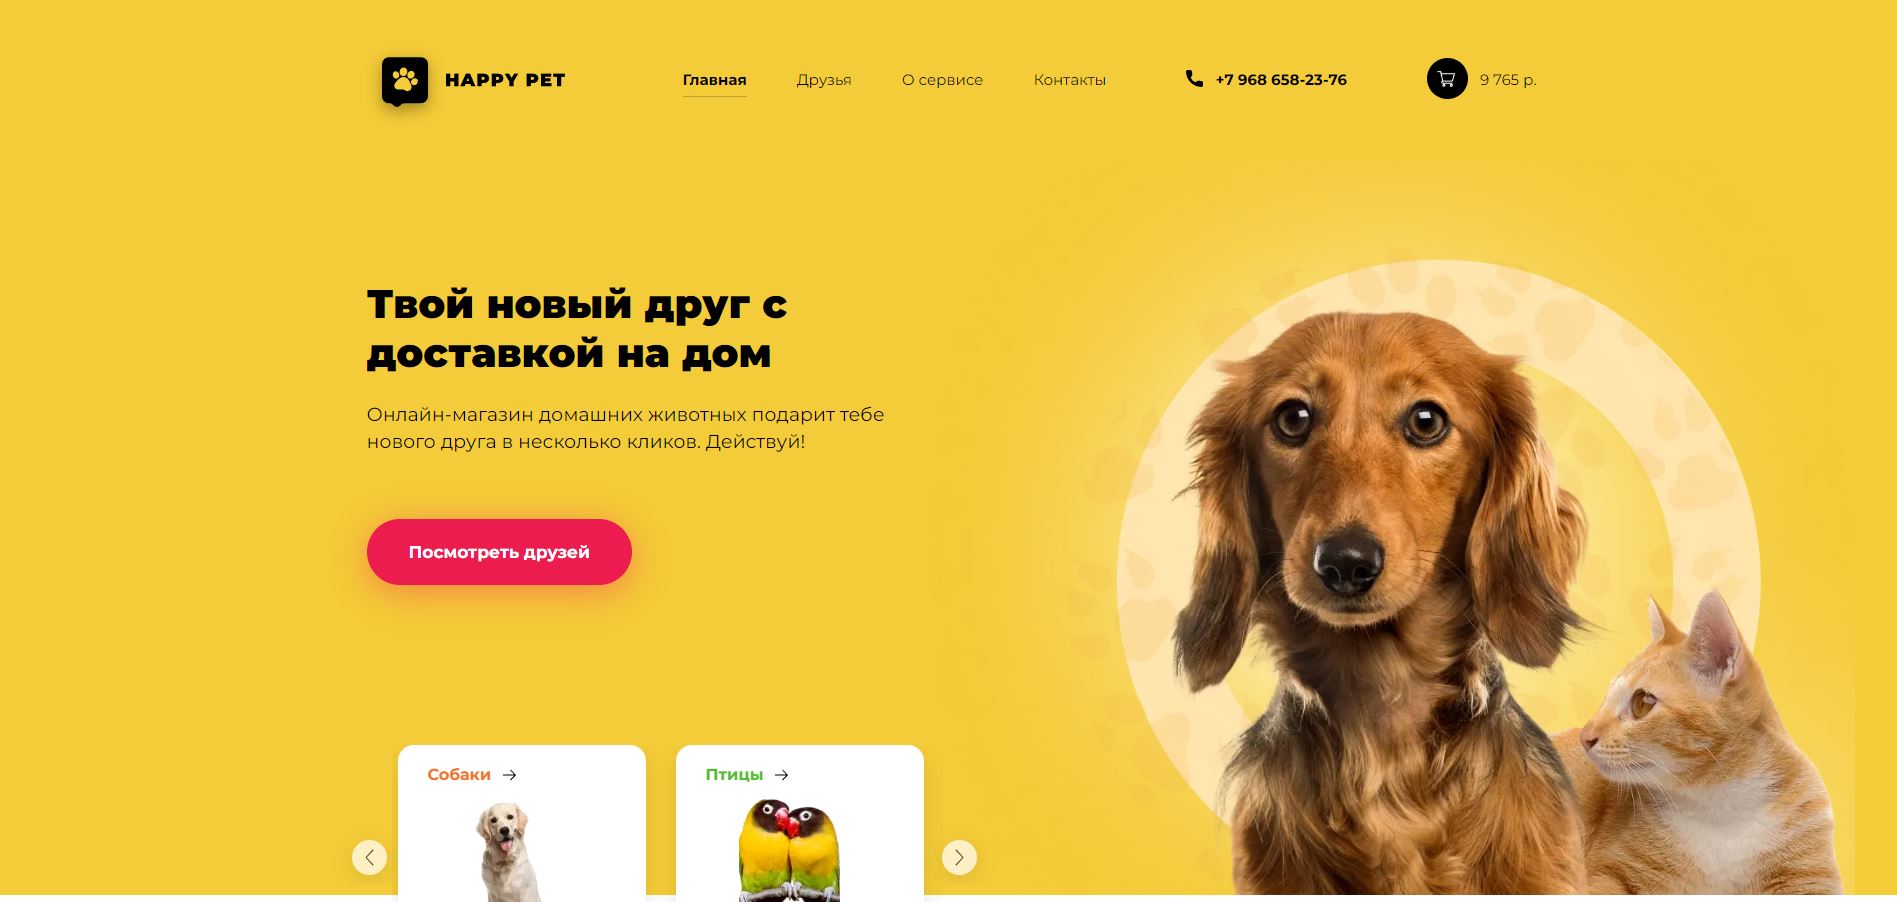 HAPPY PET
Главная
Друзья
О сервисе
Контакты
+7 968 658-23-76
9 765 р.
Твой новый друг с
доставкой на дом
Онлайн-магазин домашних животных подарит тебе
нового друга в несколько кликов. Действуй!
Посмотреть друзей
Собаки
Птицы